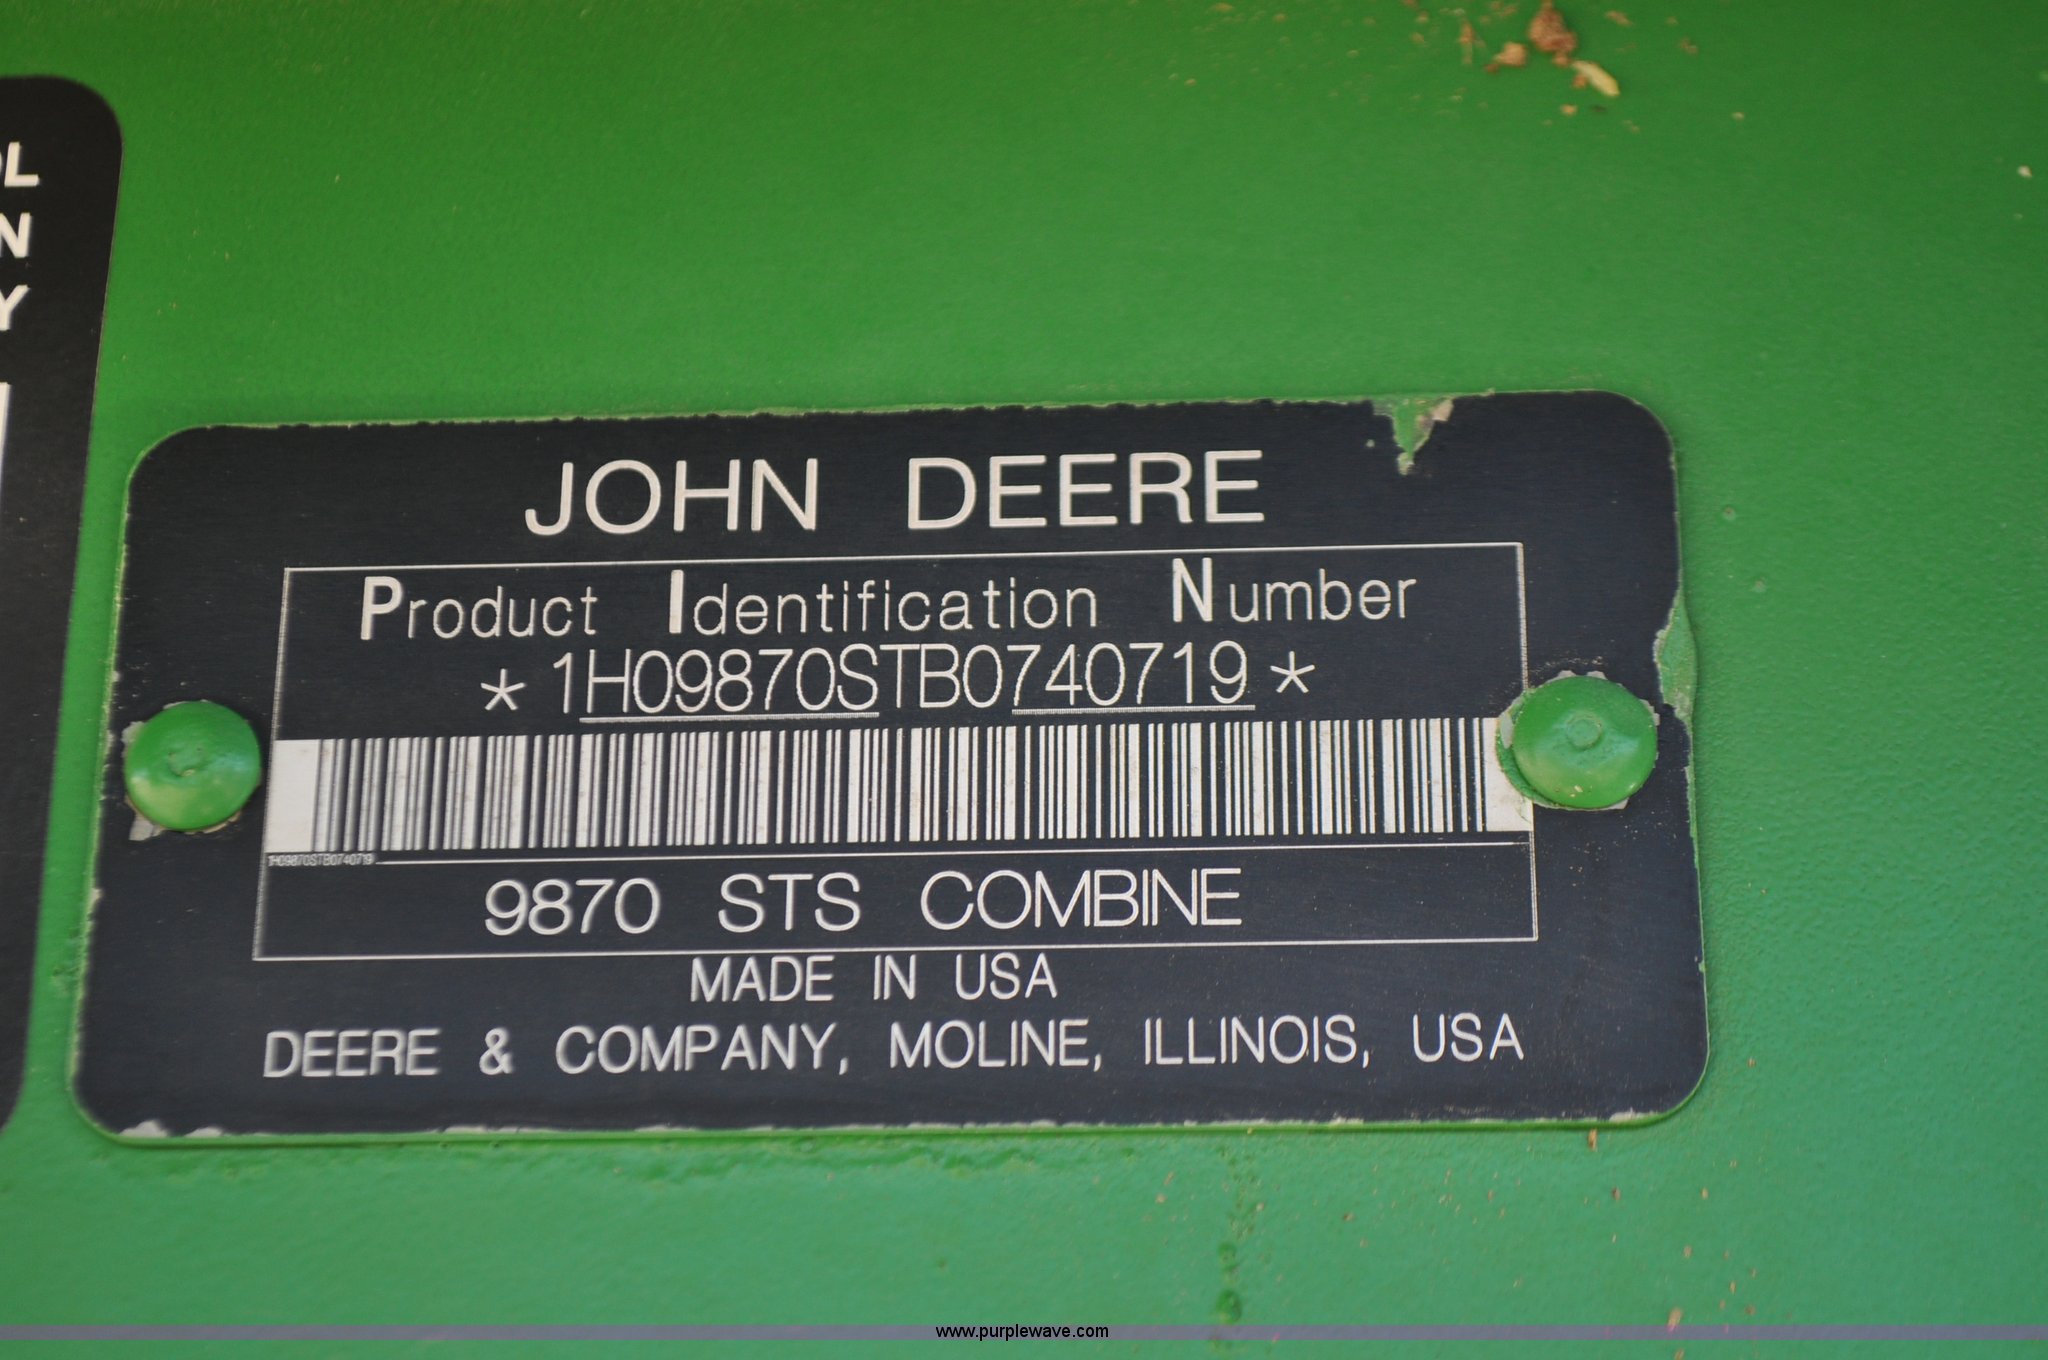 OL
N
Y
JOHN DEERE
Product Identification Number
*1H09870STB0740719*
1H09870STB0740719
9870 STS COMBINE
MADE IN USA
DEERE & COMPANY, MOLINE, ILLINOIS, USA
www.purplewave.com